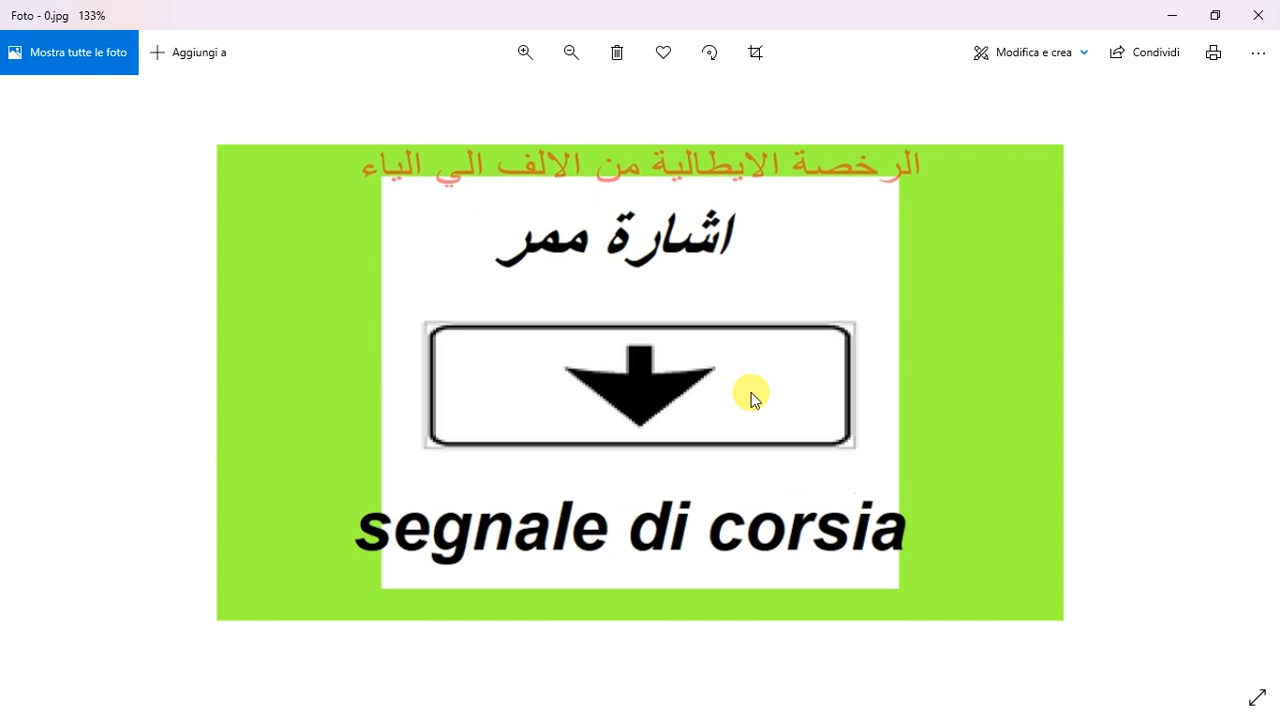 Foto - 0.jpg 133%
Mostra tutte le foto
Aggiungi a
Modifica e crea
Condividi
الرخصة الايطالية من الالف الي الياء
اشارة ممر
segnale di corsia